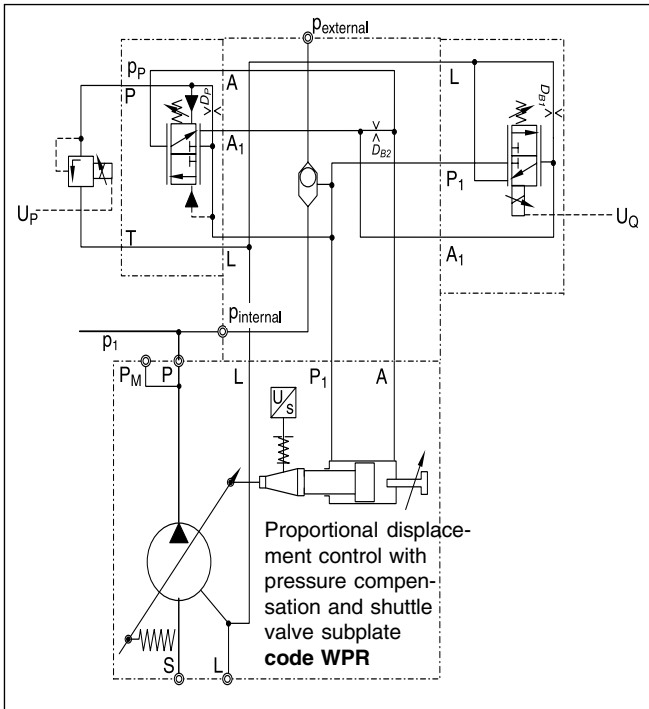 p_external
p_P A L
P D_P D_B1
A_1 D_B2
P_1
U_P U_Q
T L A_1
p_internal
p_1
P_M P L P_1 A
U/s
Proportional displace-
ment control with
pressure compen-
sation and shuttle
valve subplate
code WPR
S L